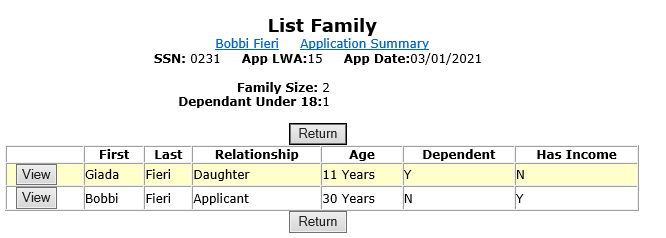 List Family
Bobbi Fieri Application Summary
SSN: 0231 App LWA:15 App Date:03/01/2021
Family Size: 2
Dependant Under 18:1
Return
First Last Relationship Age Dependent Has Income
View Giada Fieri Daughter 11 Years Y N
View Bobbi Fieri Applicant 30 Years N Y
Return